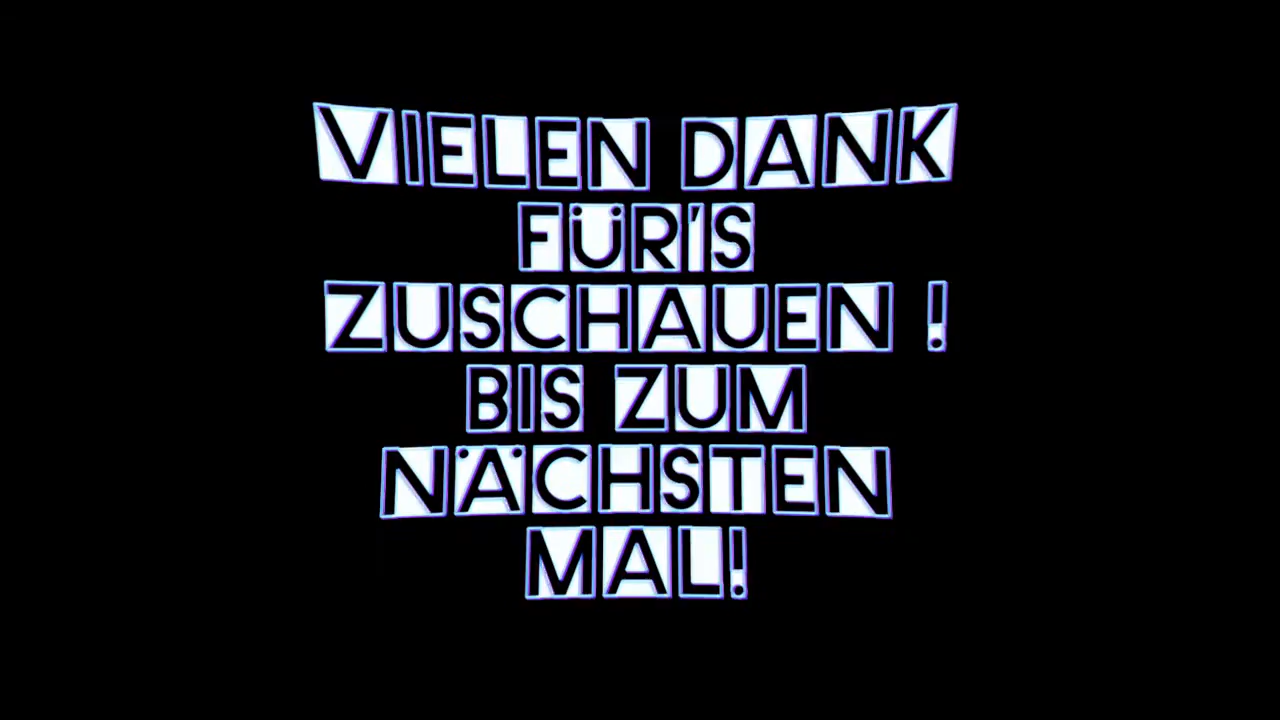 VIELEN DANK
FÜR'S
ZUSCHAUEN !
BIS ZUM
NÄCHSTEN
MAL!